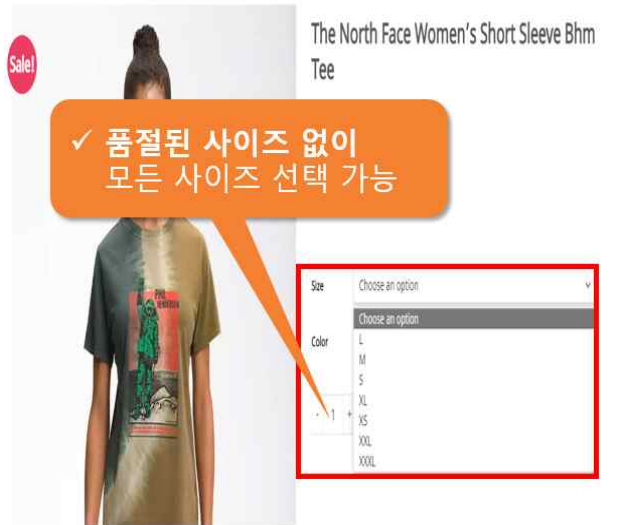 The North Face Women's Short Sleeve Bhm
Tee
Sale!
✓ 품절된 사이즈 없이
모든 사이즈 선택 가능
PHIL
HENDERSON
Size
Choose an option
Choose an option
Color
L
M
S
XL
- 1 +
XS
XXL
XXXL